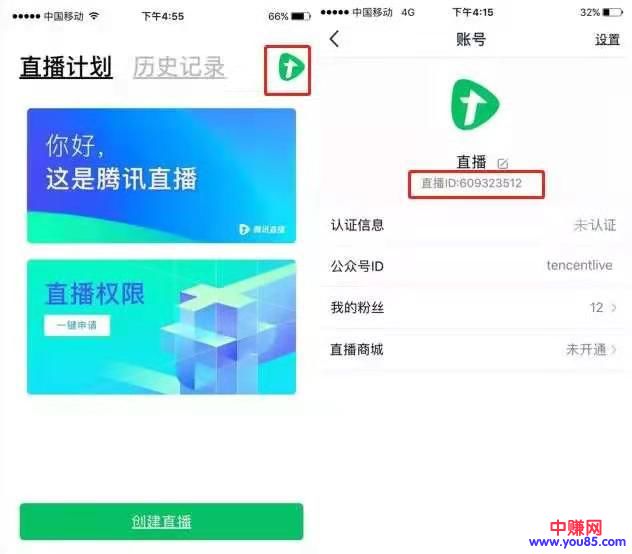 中国移动 下午4:55 66%
直播计划 历史记录
你好,
这是腾讯直播
腾讯直播
直播权限
一键申请
创建直播
中国移动 4G 下午4:15 32%
账号 设置
直播
直播ID:609323512
认证信息 未认证
公众号ID tencentlive
我的粉丝 12
直播商城 未开通
中赚网
www.you85.com